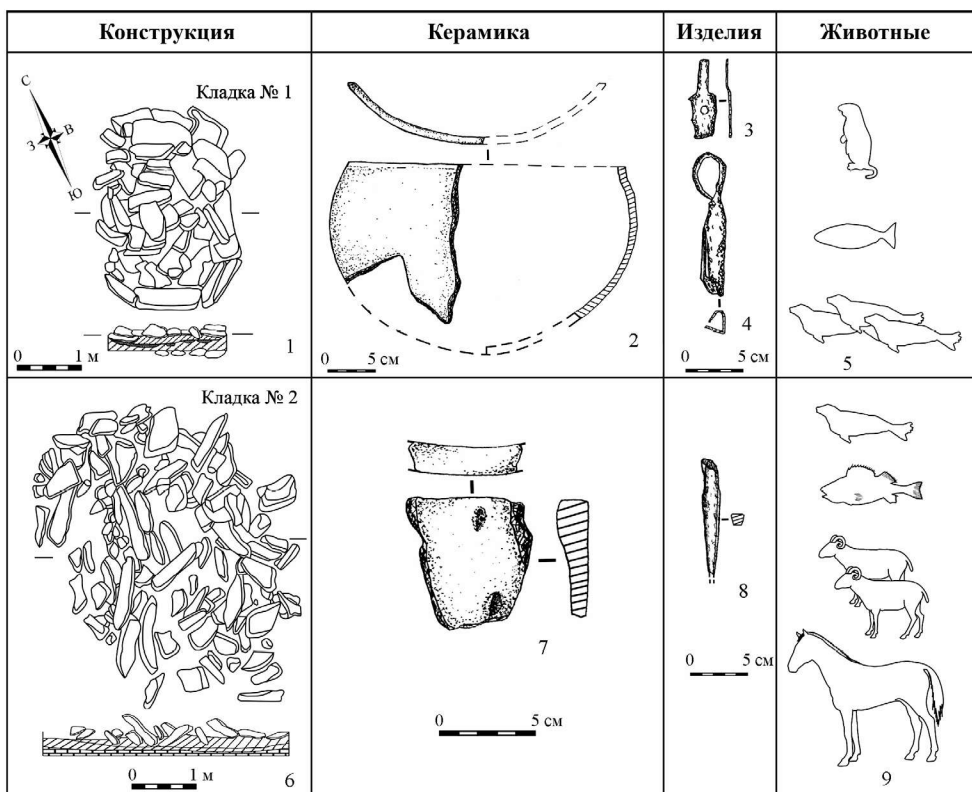 Конструкция Керамика Изделия Животные
Кладка № 1
С
В
З
Ю
0 1 м
1
0 5 см
2
3
4
0 5 см
5
Кладка № 2
0 1 м
6
7
0 5 см
8
0 5 см
9